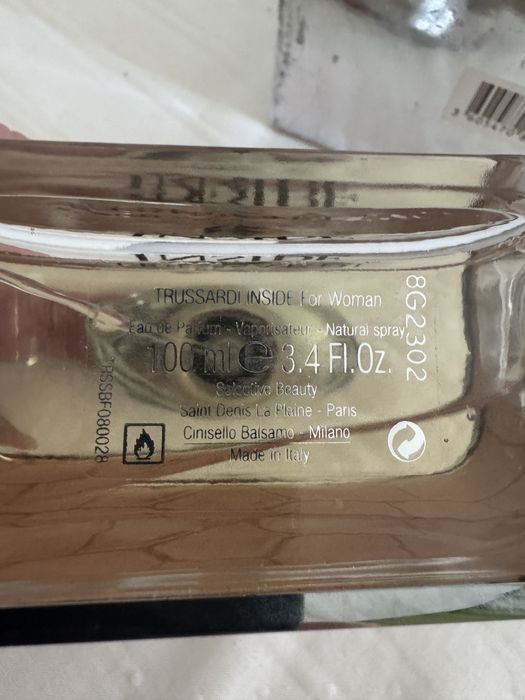 TRUSSARDI INSIDE For Woman
Eau de Parfum - Vaporisateur - Natural spray
100 ml e 3.4 Fl.Oz.
Selective Beauty
Saint Denis La Plaine - Paris
Cinisello Balsamo - Milano
Made in Italy
8G2302
TRSSBF080028